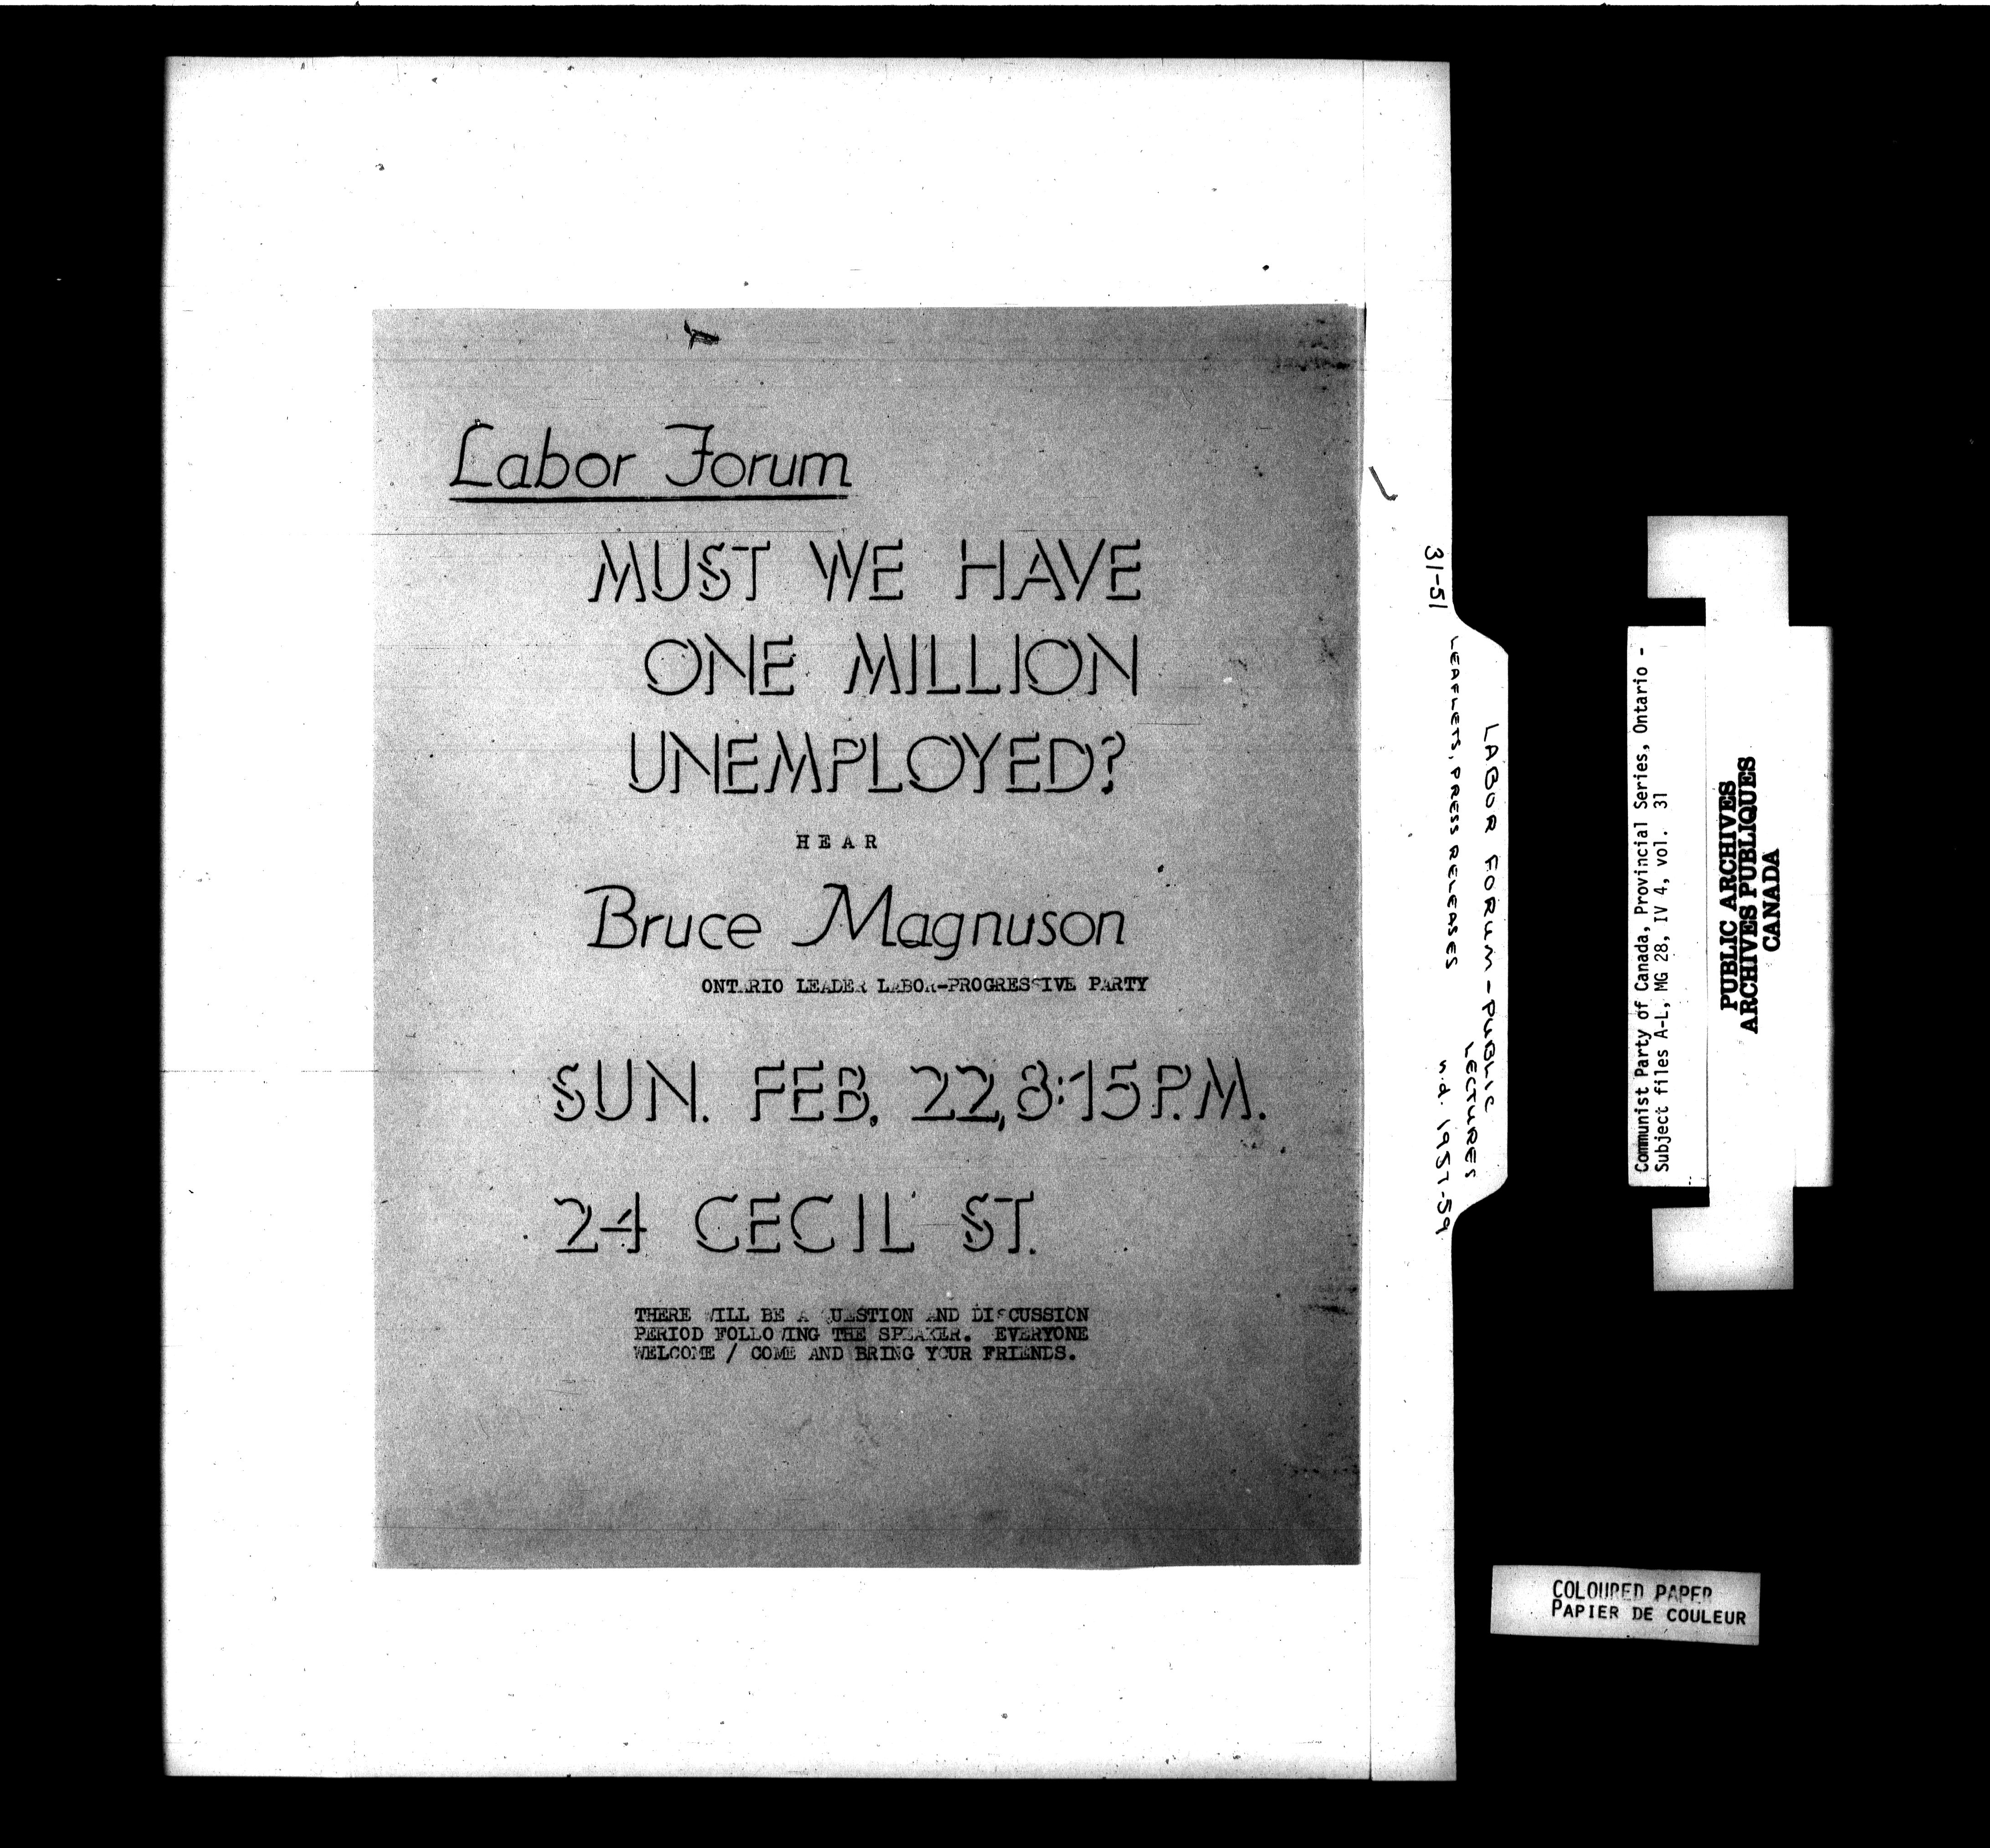 Labor Forum
MUST WE HAVE
ONE MILLION
UNEMPLOYED?
HEAR
Bruce Magnuson
ONTARIO LEADER LABOR-PROGRESSIVE PARTY
SUN. FEB. 22, 8:15 P.M.
24 CECIL ST.
THERE WILL BE A QUESTION AND DISCUSSION
PERIOD FOLLOWING THE SPEAKER. EVERYONE
WELCOME / COME AND BRING YOUR FRIENDS.
31-51
LABOR FORUM - PUBLIC
LECTURES
LEAFLETS, PRESS RELEASES
n.d. 1957-59
Communist Party of Canada, Provincial Series, Ontario -
Subject files A-L, MG 28, IV 4, vol. 31
PUBLIC ARCHIVES
ARCHIVES PUBLIQUES
CANADA
COLOURED PAPER
PAPIER DE COULEUR